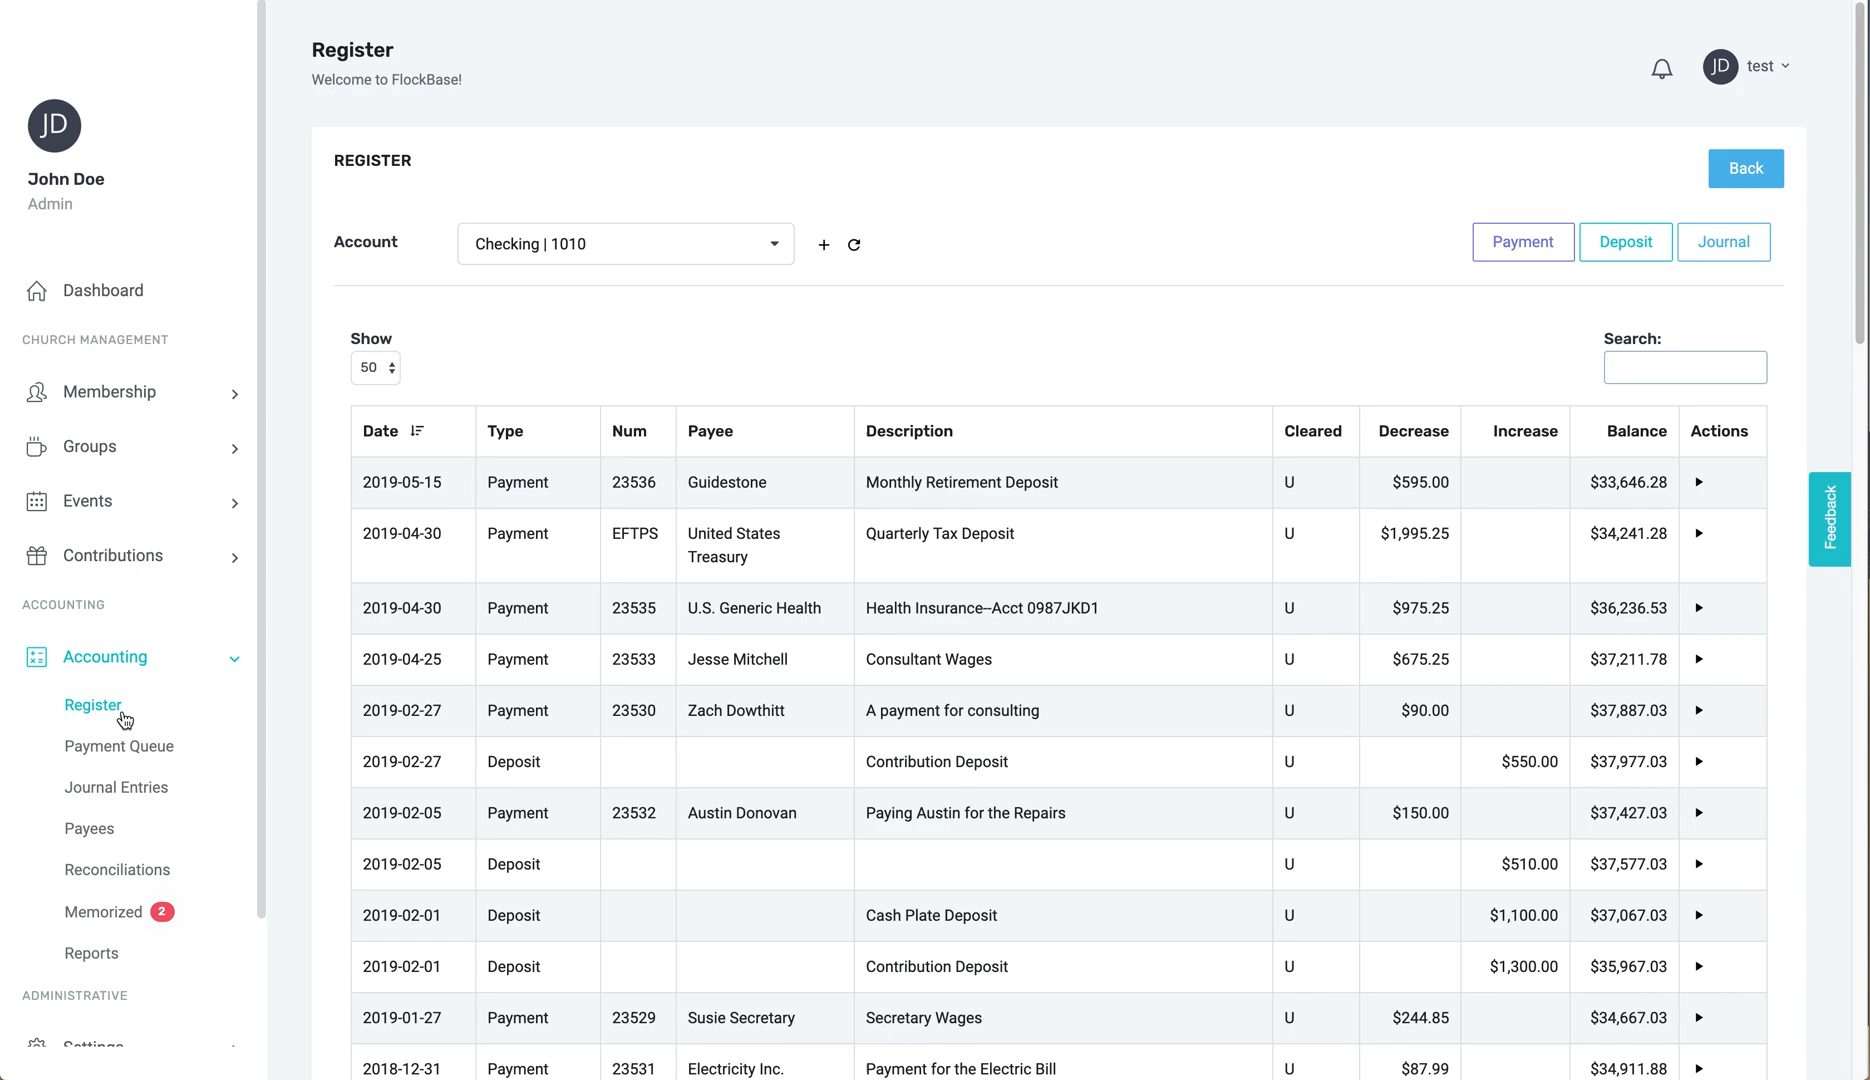 Register
Welcome to FlockBase!
JD
test
JD
John Doe
Admin
Dashboard
CHURCH MANAGEMENT
Membership
Groups
Events
Contributions
ACCOUNTING
Accounting
Register
Payment Queue
Journal Entries
Payees
Reconciliations
Memorized 2
Reports
ADMINISTRATIVE
Settings
REGISTER
Back
Account
Checking | 1010
+
Payment Deposit Journal
Show
50
Search:
Date Type Num Payee Description Cleared Decrease Increase Balance Actions
2019-05-15 Payment 23536 Guidestone Monthly Retirement Deposit U $595.00 $33,646.28
2019-04-30 Payment EFTPS United States Quarterly Tax Deposit U $1,995.25 $34,241.28
Treasury
2019-04-30 Payment 23535 U.S. Generic Health Health Insurance--Acct 0987JKD1 U $975.25 $36,236.53
2019-04-25 Payment 23533 Jesse Mitchell Consultant Wages U $675.25 $37,211.78
2019-02-27 Payment 23530 Zach Dowthitt A payment for consulting U $90.00 $37,887.03
2019-02-27 Deposit Contribution Deposit U $550.00 $37,977.03
2019-02-05 Payment 23532 Austin Donovan Paying Austin for the Repairs U $150.00 $37,427.03
2019-02-05 Deposit U $510.00 $37,577.03
2019-02-01 Deposit Cash Plate Deposit U $1,100.00 $37,067.03
2019-02-01 Deposit Contribution Deposit U $1,300.00 $35,967.03
2019-01-27 Payment 23529 Susie Secretary Secretary Wages U $244.85 $34,667.03
2018-12-31 Payment 23531 Electricity Inc. Payment for the Electric Bill U $87.99 $34,911.88
Feedback